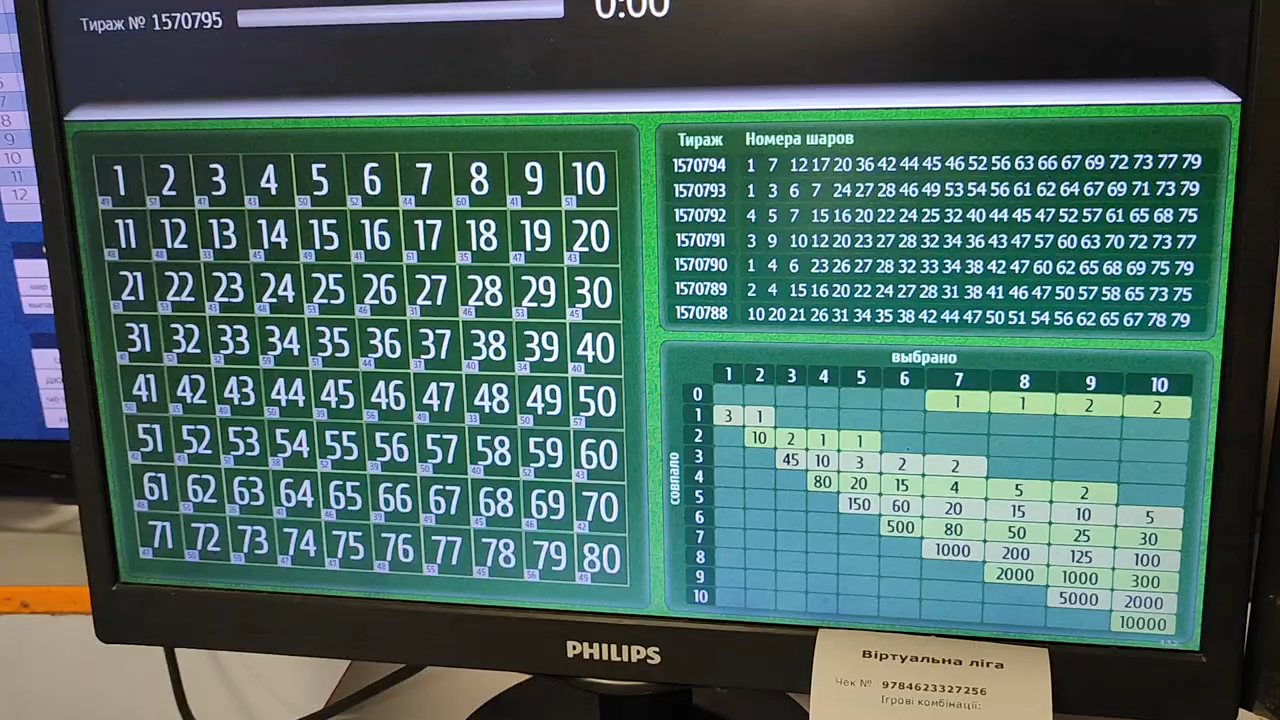 Тираж № 1570795
0:00
1 2 3 4 5 6 7 8 9 10
11 12 13 14 15 16 17 18 19 20
21 22 23 24 25 26 27 28 29 30
31 32 33 34 35 36 37 38 39 40
41 42 43 44 45 46 47 48 49 50
51 52 53 54 55 56 57 58 59 60
61 62 63 64 65 66 67 68 69 70
71 72 73 74 75 76 77 78 79 80
Тираж Номера шаров
1570794 1 7 12 17 20 36 42 44 45 46 52 56 63 66 67 69 72 73 77 79
1570793 1 3 6 7 24 27 28 46 49 53 54 56 61 62 64 67 69 71 73 79
1570792 4 5 7 15 16 20 22 24 25 32 40 44 45 47 52 57 61 65 68 75
1570791 3 9 10 12 20 23 27 28 32 34 36 43 47 57 60 63 70 72 73 77
1570790 1 4 6 23 26 27 28 32 33 34 38 42 47 60 62 65 68 69 75 79
1570789 2 4 15 16 20 22 24 27 28 31 38 41 46 47 50 57 58 65 73 75
1570788 10 20 21 26 31 34 35 38 42 44 47 50 51 54 56 62 65 67 78 79
выбрано
1 2 3 4 5 6 7 8 9 10
совпало
0 1 1 2 2
1 3 1
2 10 2 1 1
3 45 10 3 2 2
4 80 20 15 4 5 2
5 150 60 20 15 10 5
6 500 80 50 25 30
7 1000 200 125 100
8 2000 1000 300
9 5000 2000
10 10000
PHILIPS
Віртуальна ліга
Чек № 9784623327256
Ігрові комбінації:
8
9
10
11
12